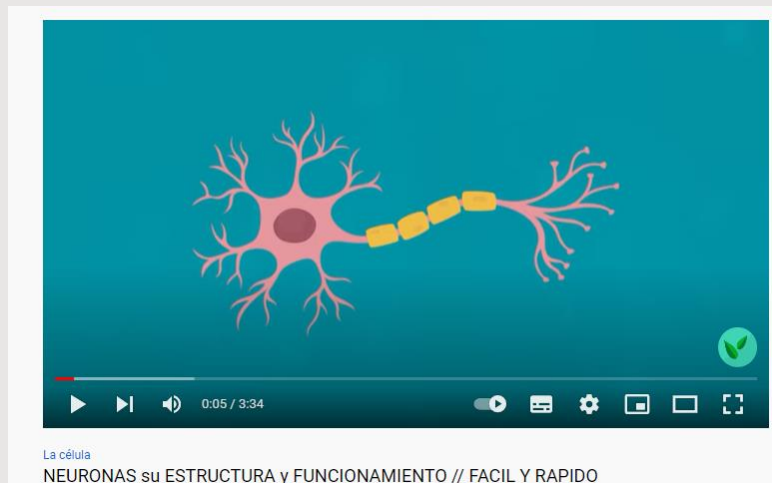 0:05 / 3:34
La célula
NEURONAS su ESTRUCTURA y FUNCIONAMIENTO // FACIL Y RAPIDO